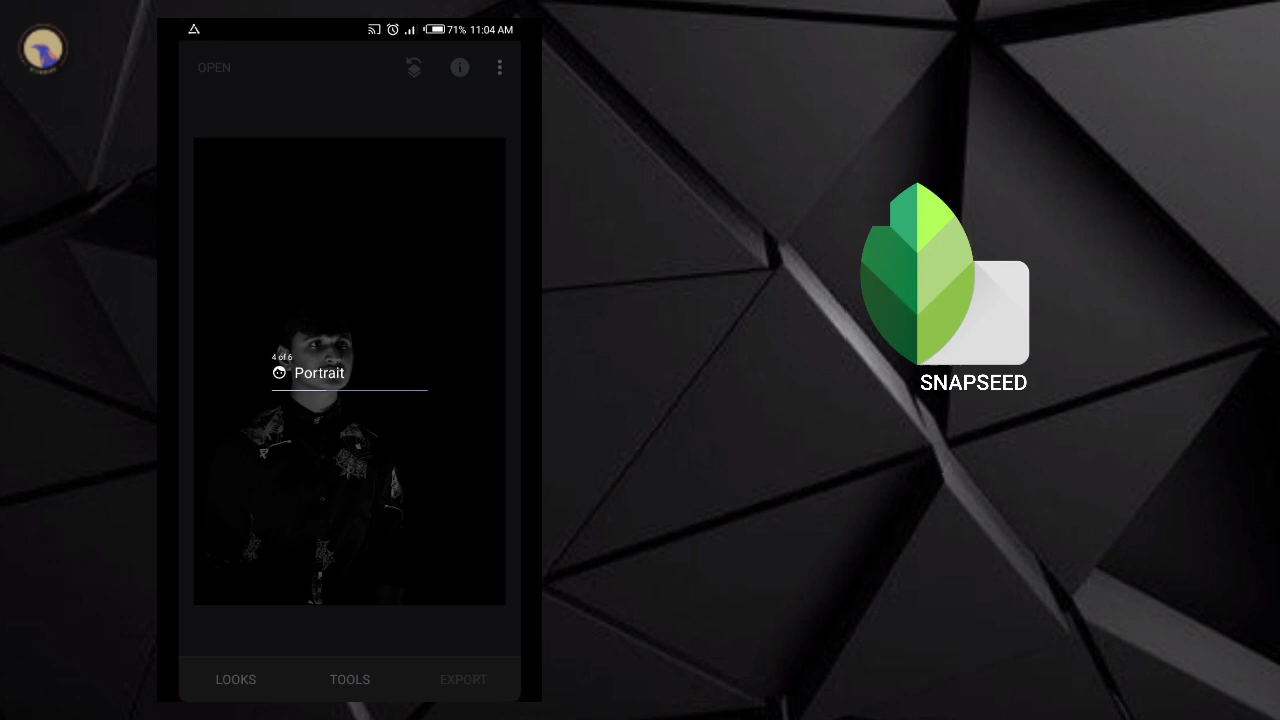 71% 11:04 AM
OPEN
4 of 6
Portrait
SNAPSEED
LOOKS TOOLS EXPORT